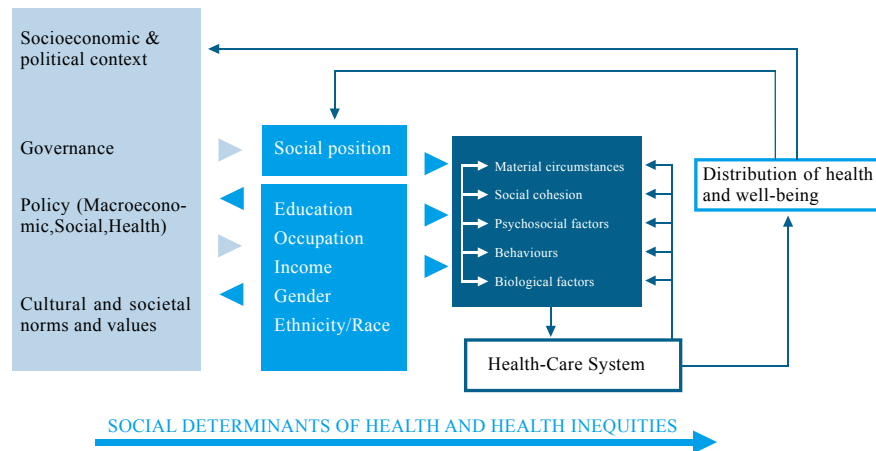 Socioeconomic &
political context
Governance
Policy (Macroecono-
mic,Social,Health)
Cultural and societal
norms and values
Social position
Education
Occupation
Income
Gender
Ethnicity/Race
Material circumstances
Social cohesion
Psychosocial factors
Behaviours
Biological factors
Health-Care System
Distribution of health
and well-being
SOCIAL DETERMINANTS OF HEALTH AND HEALTH INEQUITIES